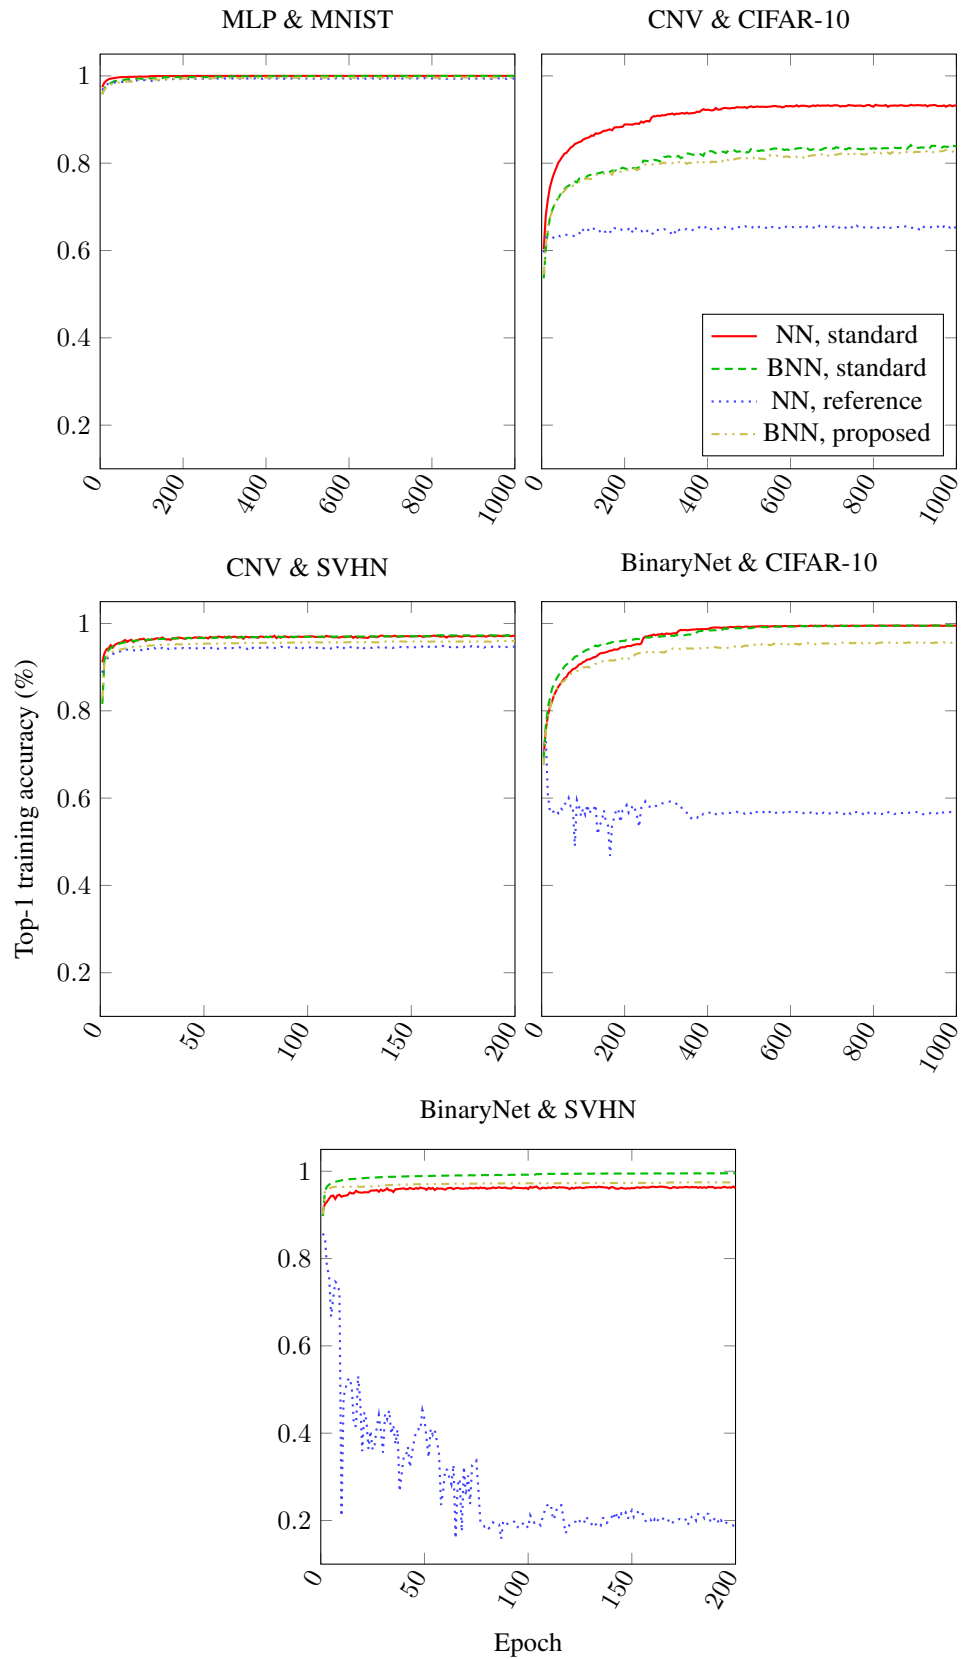 MLP & MNIST
CNV & CIFAR-10
1
0.8
0.6
0.4
0.2
0 200 400 600 800 1000
NN, standard
BNN, standard
NN, reference
BNN, proposed
0 200 400 600 800 1000
CNV & SVHN
BinaryNet & CIFAR-10
Top-1 training accuracy (%)
1
0.8
0.6
0.4
0.2
0 50 100 150 200
0 200 400 600 800 1000
BinaryNet & SVHN
1
0.8
0.6
0.4
0.2
0 50 100 150 200
Epoch